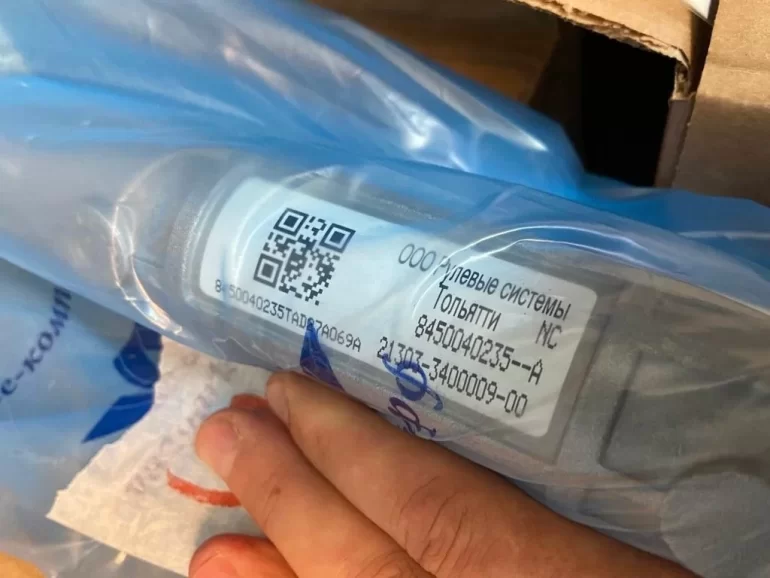 ООО Рулевые системы
Тольятти NC
8450040235--A
21303-3400009-00